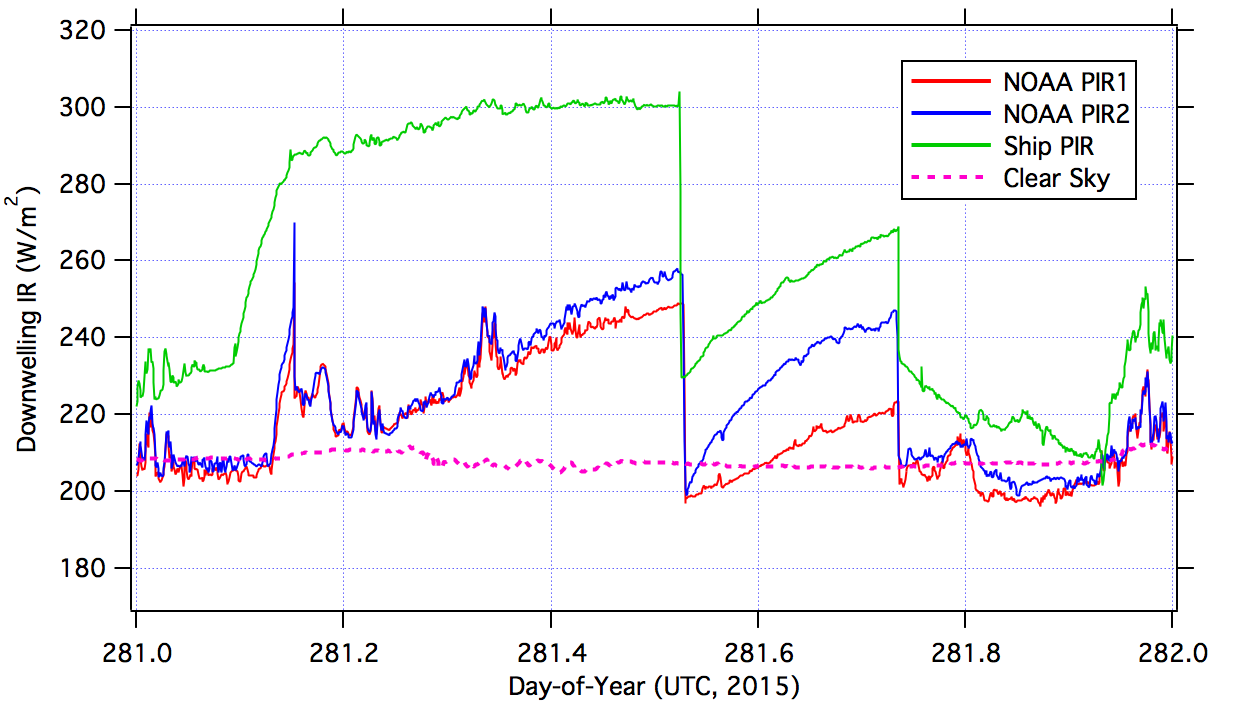 320
300
280
260
240
220
200
180
Downwelling IR (W/m²)
NOAA PIR1
NOAA PIR2
Ship PIR
Clear Sky
281.0 281.2 281.4 281.6 281.8 282.0
Day-of-Year (UTC, 2015)